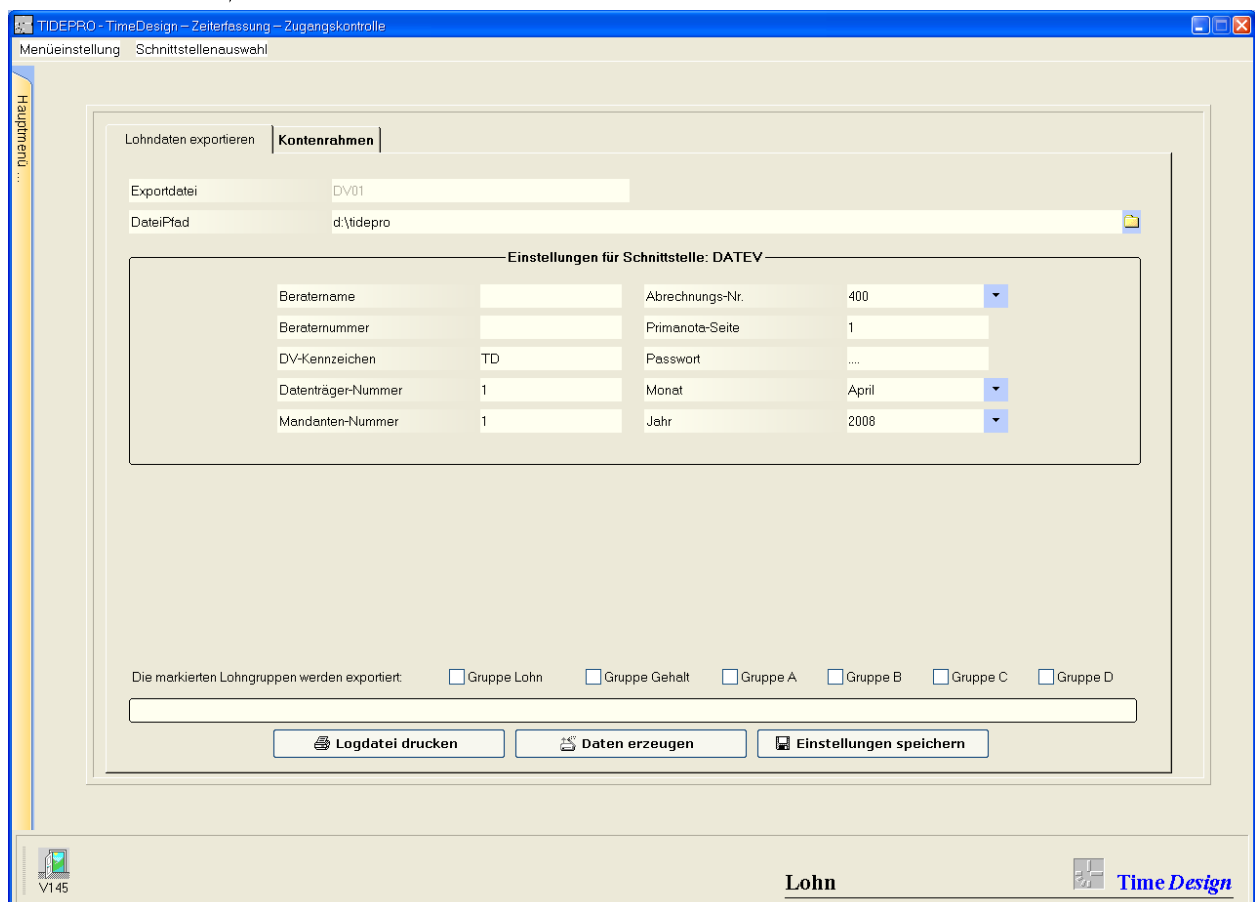 TIDEPRO - TimeDesign – Zeiterfassung – Zugangskontrolle
Menüeinstellung Schnittstellenauswahl
Hauptmenü ...
Lohndaten exportieren Kontenrahmen
Exportdatei DV01
DateiPfad d:\tidepro
Einstellungen für Schnittstelle: DATEV
Beratername Abrechnungs-Nr. 400
Beraternummer Primanota-Seite 1
DV-Kennzeichen TD Passwort ....
Datenträger-Nummer 1 Monat April
Mandanten-Nummer 1 Jahr 2008
Die markierten Lohngruppen werden exportiert: Gruppe Lohn Gruppe Gehalt Gruppe A Gruppe B Gruppe C Gruppe D
Logdatei drucken Daten erzeugen Einstellungen speichern
V145
Lohn Time Design